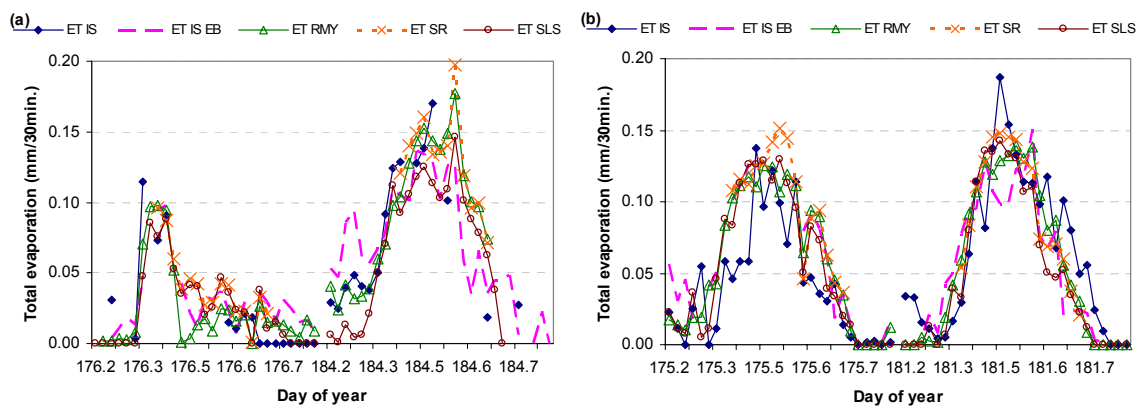 (a)
ET IS ET IS EB ET RMY ET SR ET SLS
Total evaporation (mm/30min.)
0.20
0.15
0.10
0.05
0.00
176.2 176.3 176.5 176.6 176.7 184.2 184.3 184.5 184.6 184.7
Day of year
(b)
ET IS ET IS EB ET RMY ET SR ET SLS
Total evaporation (mm/30min.)
0.20
0.15
0.10
0.05
0.00
175.2 175.3 175.5 175.6 175.7 181.2 181.3 181.5 181.6 181.7
Day of year